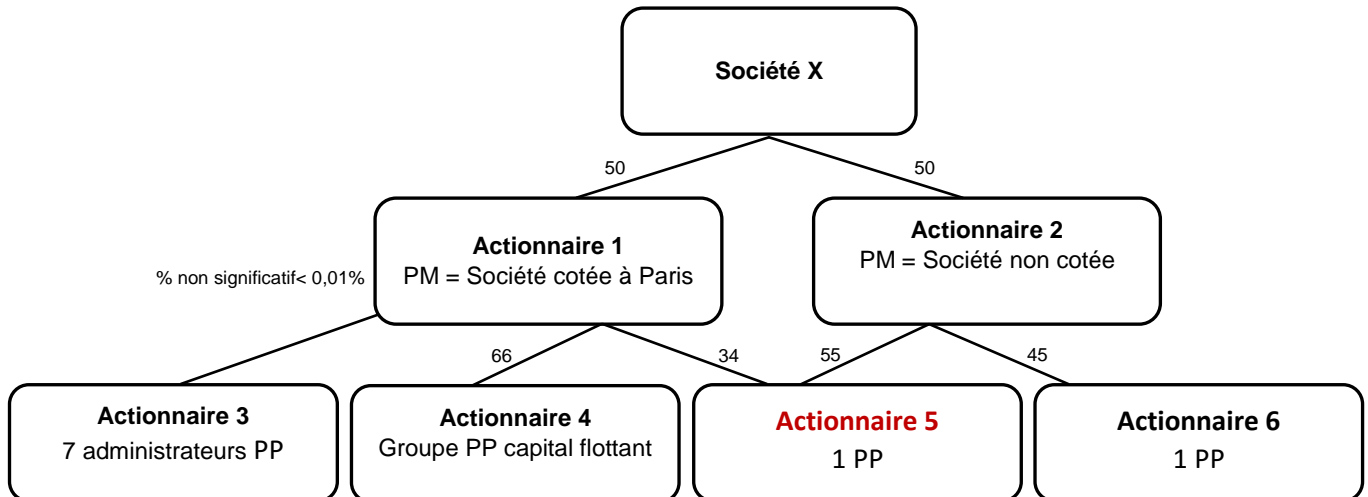 Société X
50
50
Actionnaire 1
PM = Société cotée à Paris
Actionnaire 2
PM = Société non cotée
% non significatif< 0,01%
66
34
55
45
Actionnaire 3
7 administrateurs PP
Actionnaire 4
Groupe PP capital flottant
Actionnaire 5
1 PP
Actionnaire 6
1 PP